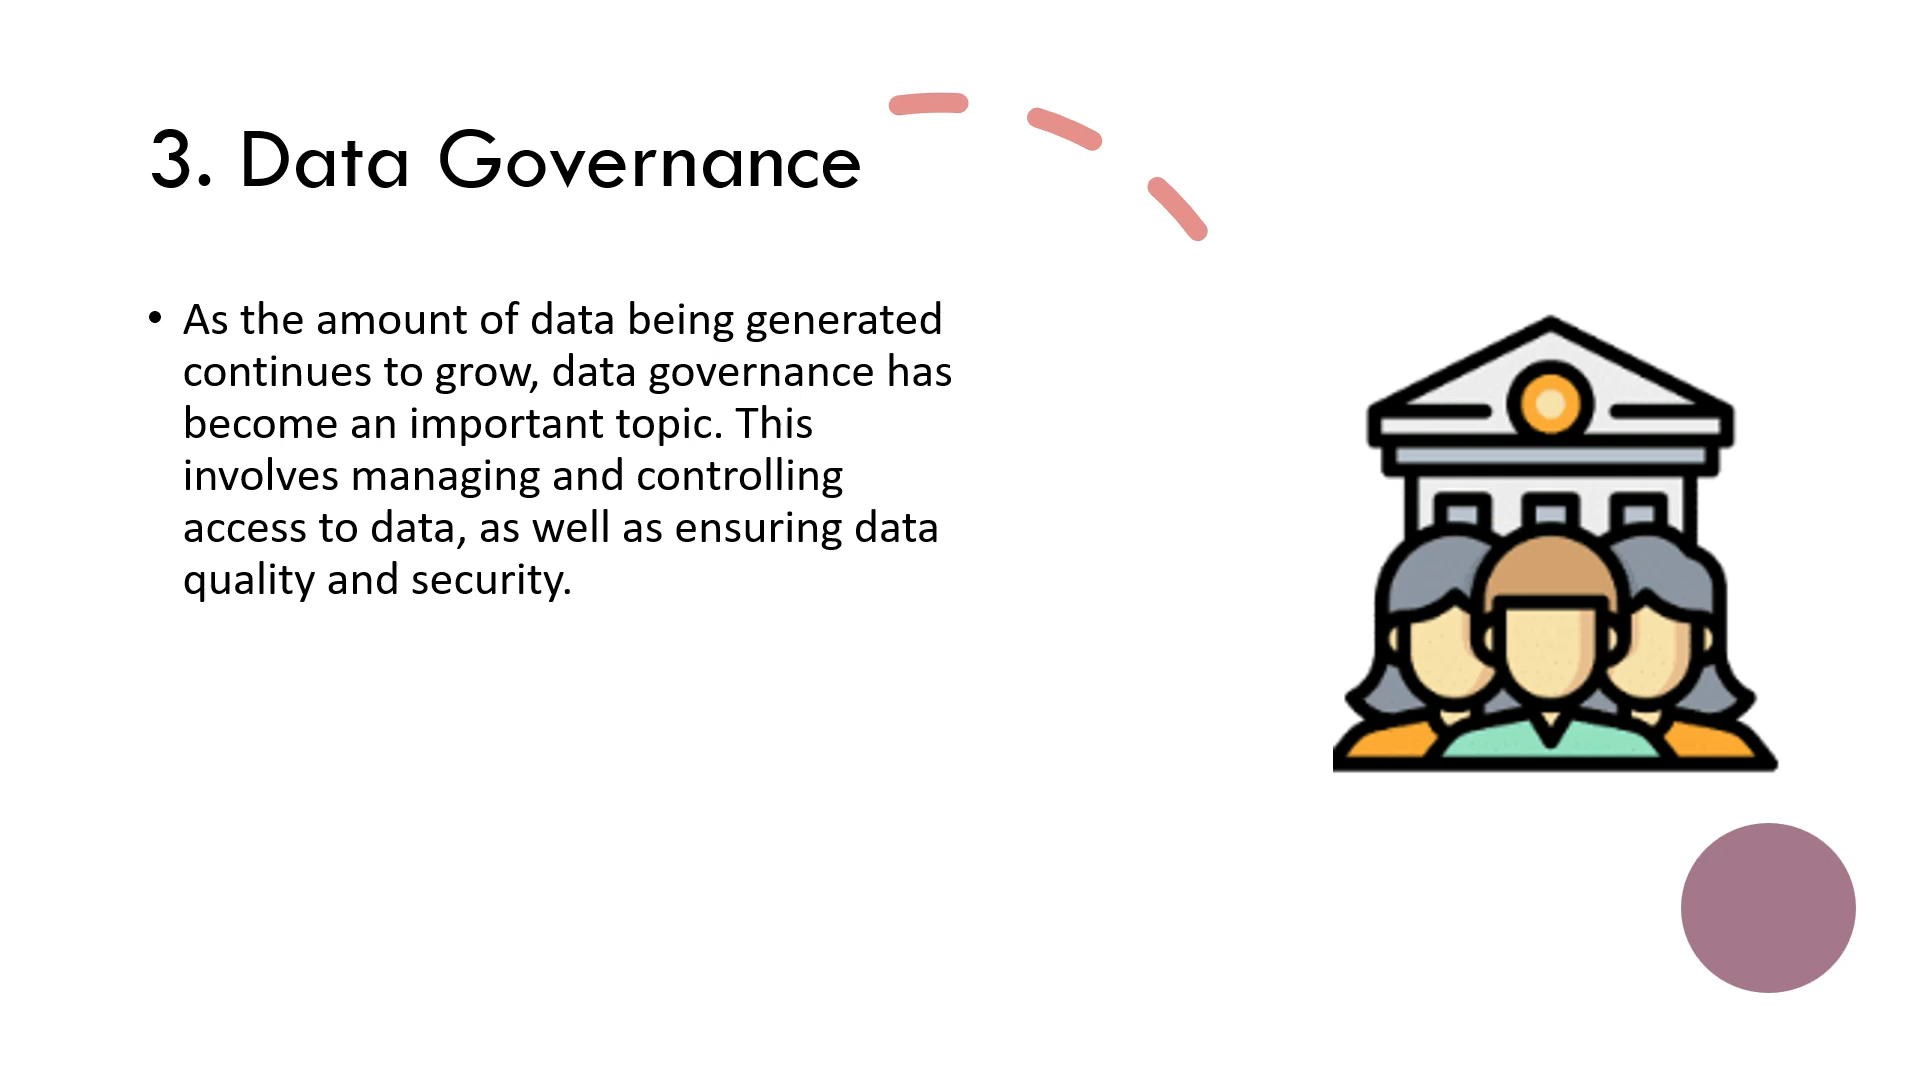 3. Data Governance
• As the amount of data being generated
continues to grow, data governance has
become an important topic. This
involves managing and controlling
access to data, as well as ensuring data
quality and security.